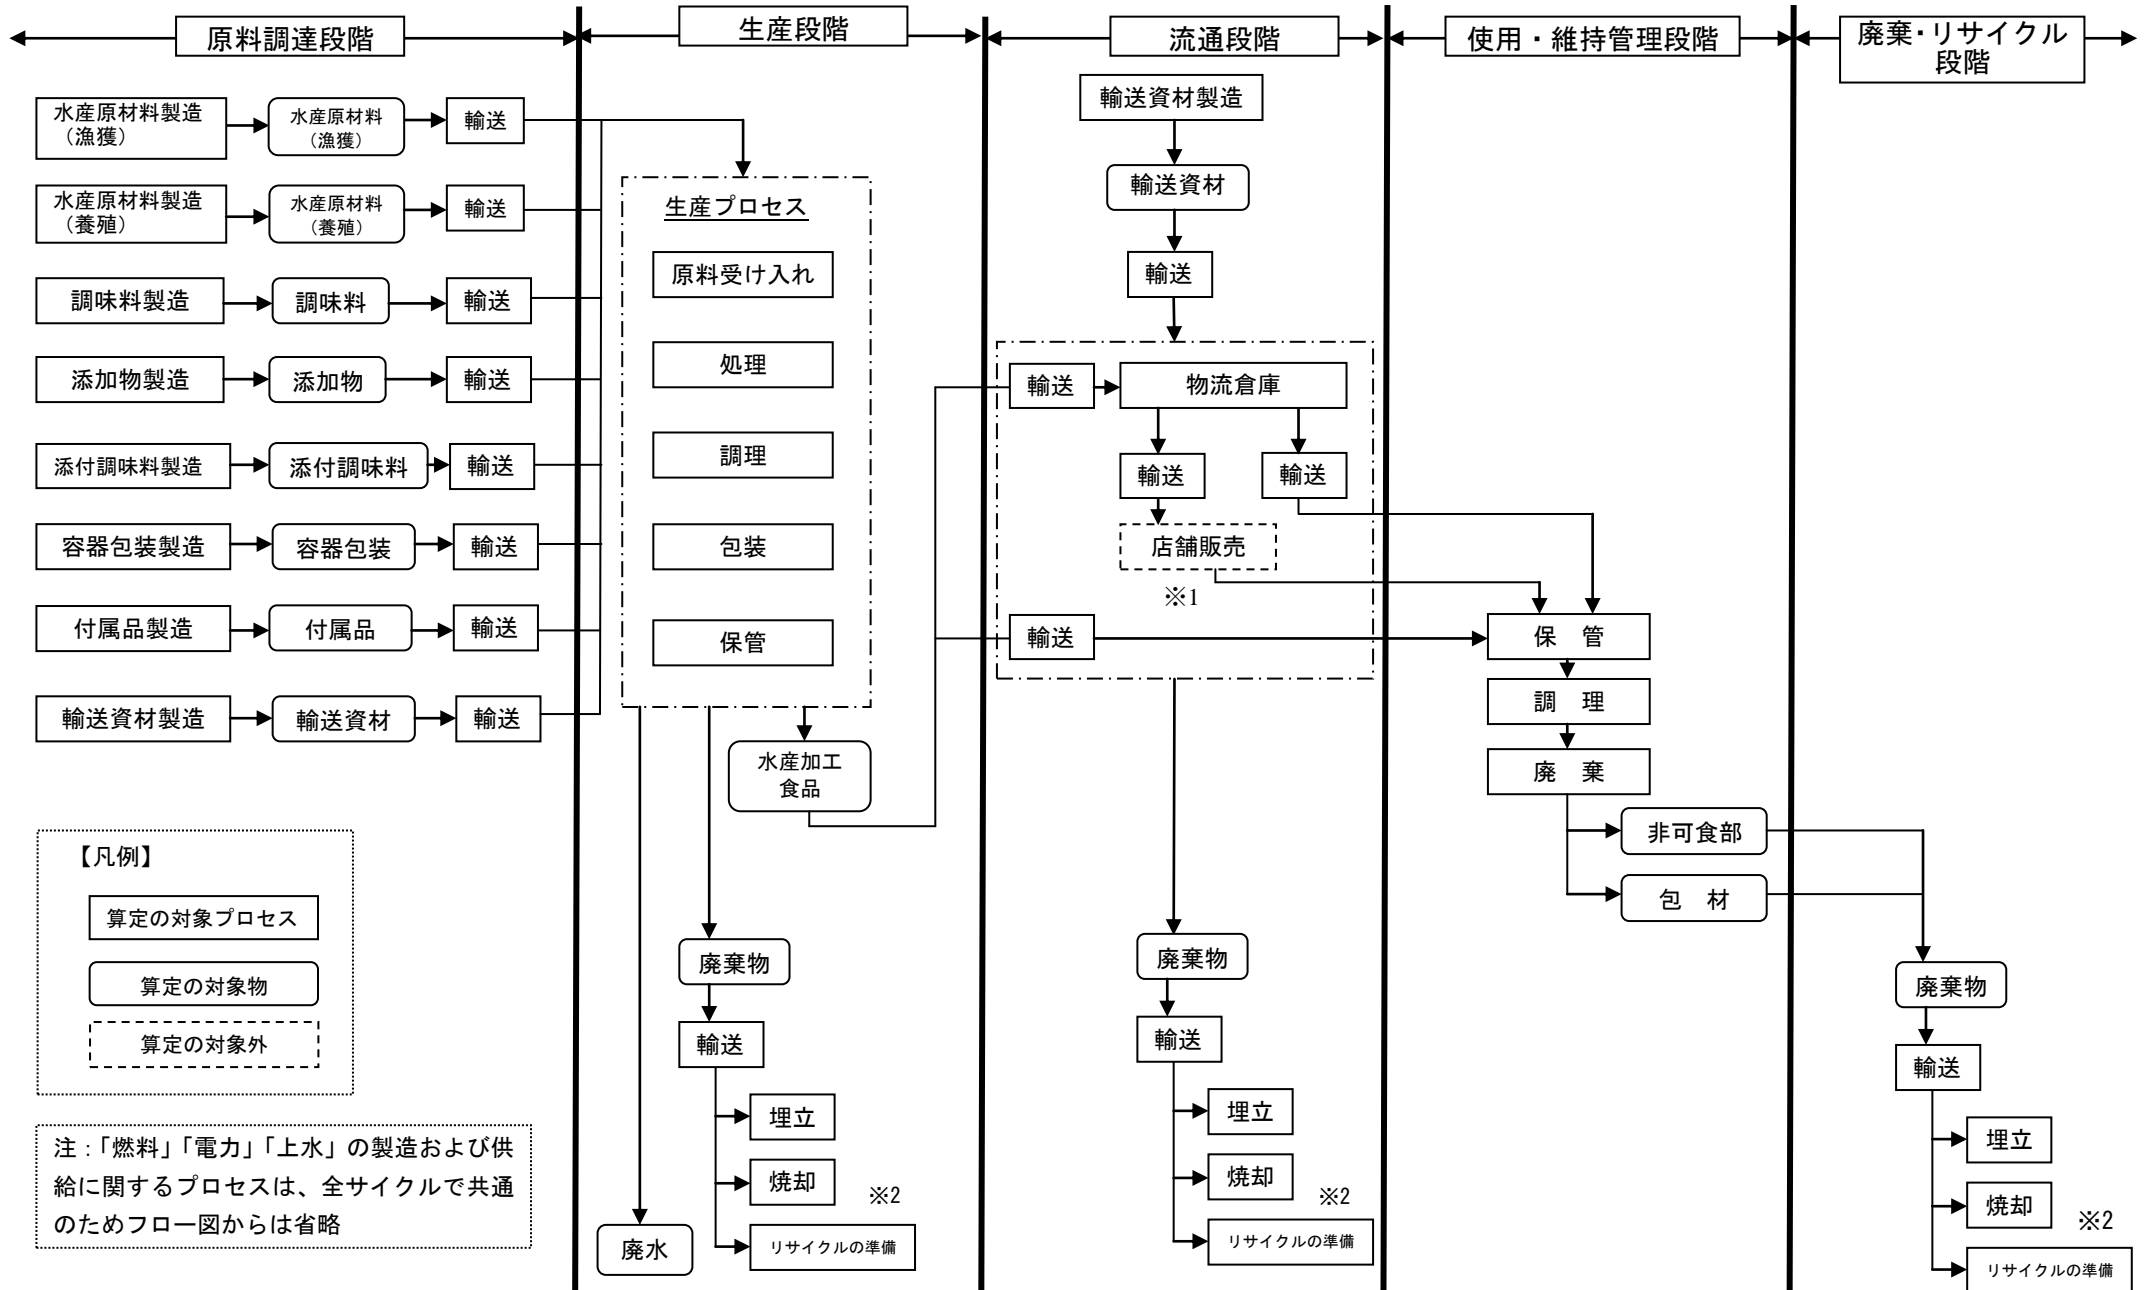 原料調達段階
生産段階
流通段階
使用・維持管理段階
廃棄・リサイクル
段階
水産原材料製造
（漁獲）
水産原材料
（漁獲）
輸送
水産原材料製造
（養殖）
水産原材料
（養殖）
輸送
調味料製造
調味料
輸送
添加物製造
添加物
輸送
添付調味料製造
添付調味料
輸送
容器包装製造
容器包装
輸送
付属品製造
付属品
輸送
輸送資材製造
輸送資材
輸送
【凡例】
算定の対象プロセス
算定の対象物
算定の対象外
注：「燃料」「電力」「上水」の製造および供
給に関するプロセスは、全サイクルで共通
のためフロー図からは省略
生産プロセス
原料受け入れ
処理
調理
包装
保管
水産加工
食品
廃棄物
輸送
埋立
焼却
※2
リサイクルの準備
廃水
輸送資材製造
輸送資材
輸送
輸送
物流倉庫
輸送
輸送
店舗販売
※1
輸送
廃棄物
輸送
埋立
焼却
※2
リサイクルの準備
保　管
調　理
廃　棄
非可食部
包　材
廃棄物
輸送
埋立
焼却
※2
リサイクルの準備